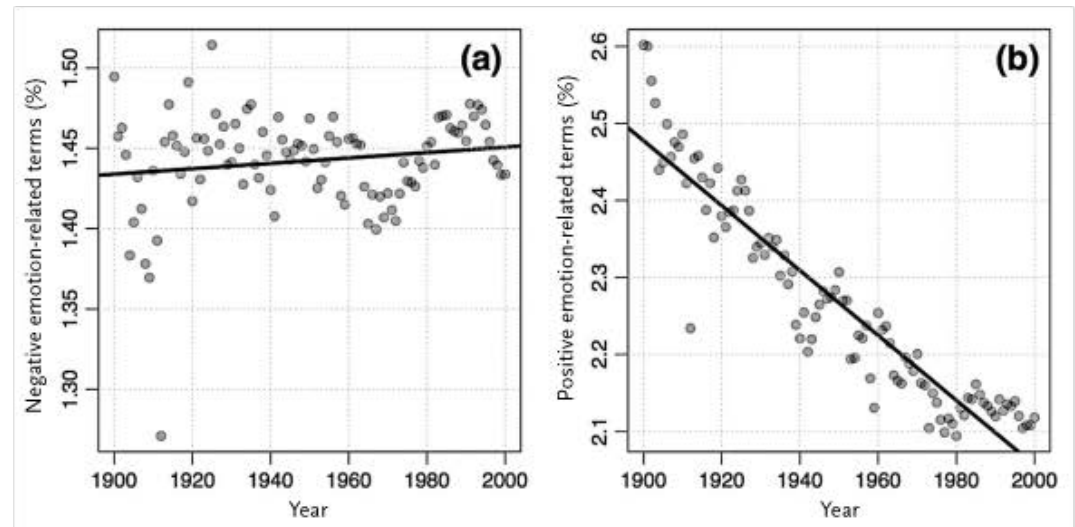 (a)
Negative emotion-related terms (%)
1.50
1.45
1.40
1.35
1.30
1900 1920 1940 1960 1980 2000
Year
(b)
Positive emotion-related terms (%)
2.6
2.5
2.4
2.3
2.2
2.1
1900 1920 1940 1960 1980 2000
Year